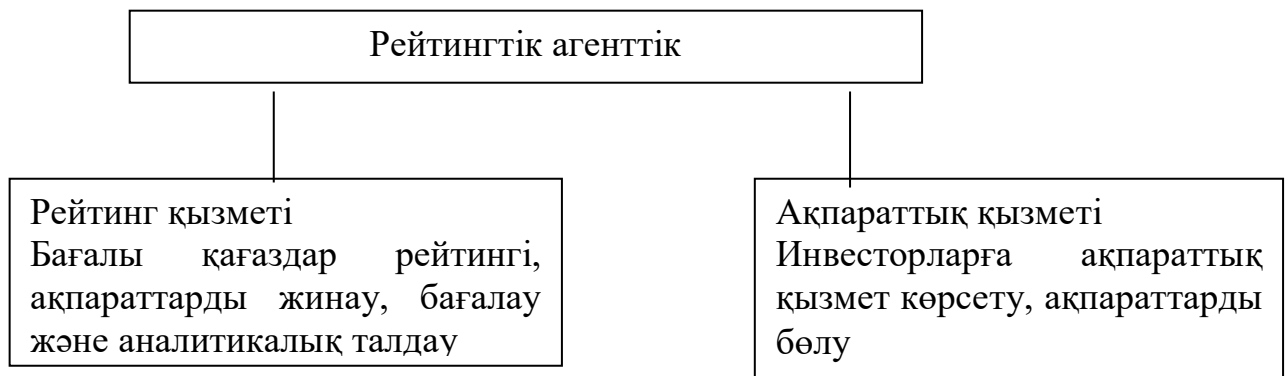 Рейтингтік агенттік
Рейтинг қызметі
Бағалы қағаздар рейтингі,
ақпараттарды жинау, бағалау
және аналитикалық талдау
Ақпараттық қызметі
Инвесторларға ақпараттық
қызмет көрсету, ақпараттарды
бөлу